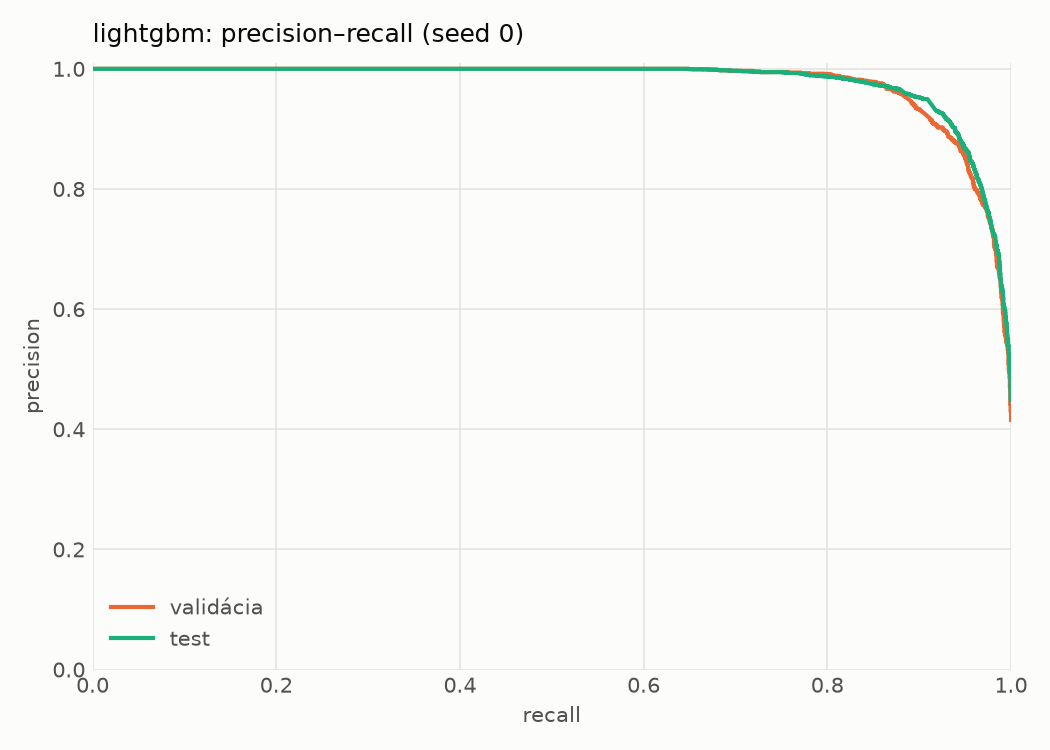 lightgbm: precision–recall (seed 0)
precision
1.0
0.8
0.6
0.4
0.2
0.0
validácia
test
0.0 0.2 0.4 0.6 0.8 1.0
recall